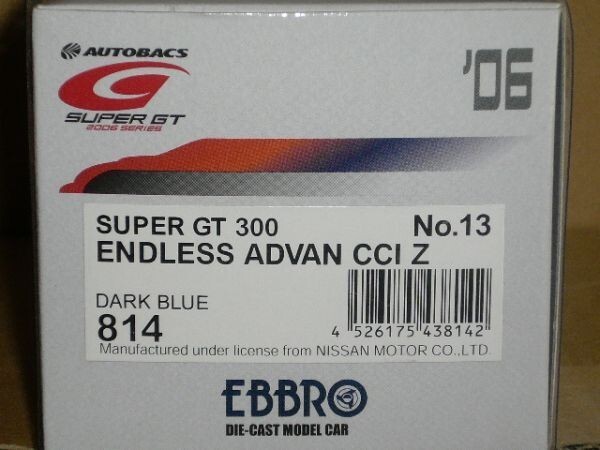 AUTOBACS
SUPER GT
2006 SERIES
'06
SUPER GT 300 No.13
ENDLESS ADVAN CCI Z
DARK BLUE
814
4 526175 438142
Manufactured under license from NISSAN MOTOR CO.,LTD.
EBBRO
DIE-CAST MODEL CAR